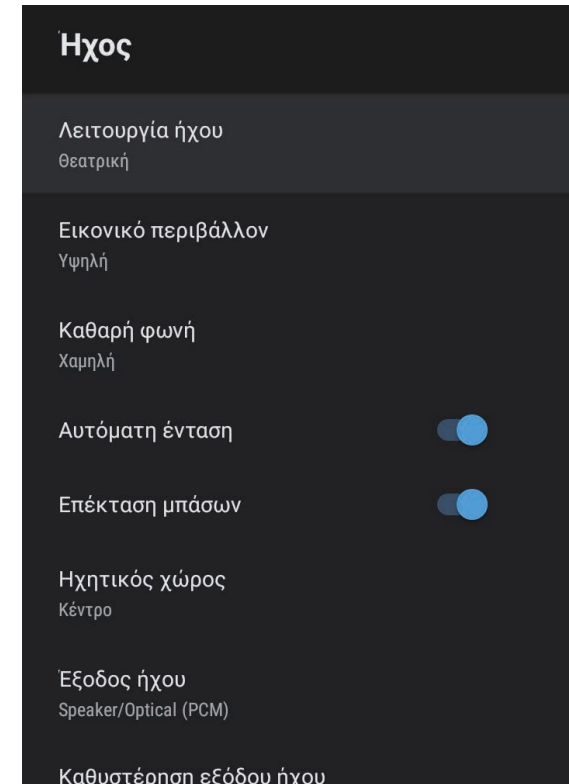 Ήχος
Λειτουργία ήχου
Θεατρική
Εικονικό περιβάλλον
Υψηλή
Καθαρή φωνή
Χαμηλή
Αυτόματη ένταση
Επέκταση μπάσων
Ηχητικός χώρος
Κέντρο
Έξοδος ήχου
Speaker/Optical (PCM)
Καθυστέρηση εξόδου ήχου